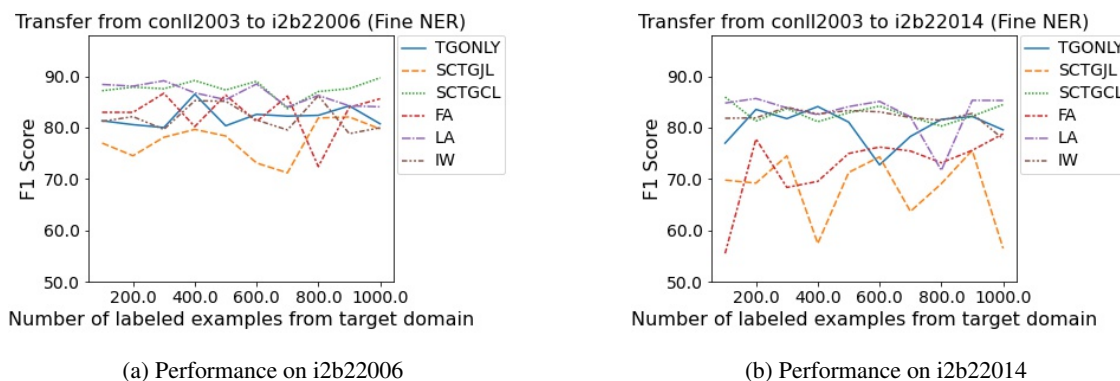 Transfer from conll2003 to i2b22006 (Fine NER)
90.0
80.0
70.0
60.0
50.0
F1 Score
200.0 400.0 600.0 800.0 1000.0
Number of labeled examples from target domain
TGONLY
SCTGJL
SCTGCL
FA
LA
IW
(a) Performance on i2b22006
Transfer from conll2003 to i2b22014 (Fine NER)
90.0
80.0
70.0
60.0
50.0
F1 Score
200.0 400.0 600.0 800.0 1000.0
Number of labeled examples from target domain
TGONLY
SCTGJL
SCTGCL
FA
LA
IW
(b) Performance on i2b22014